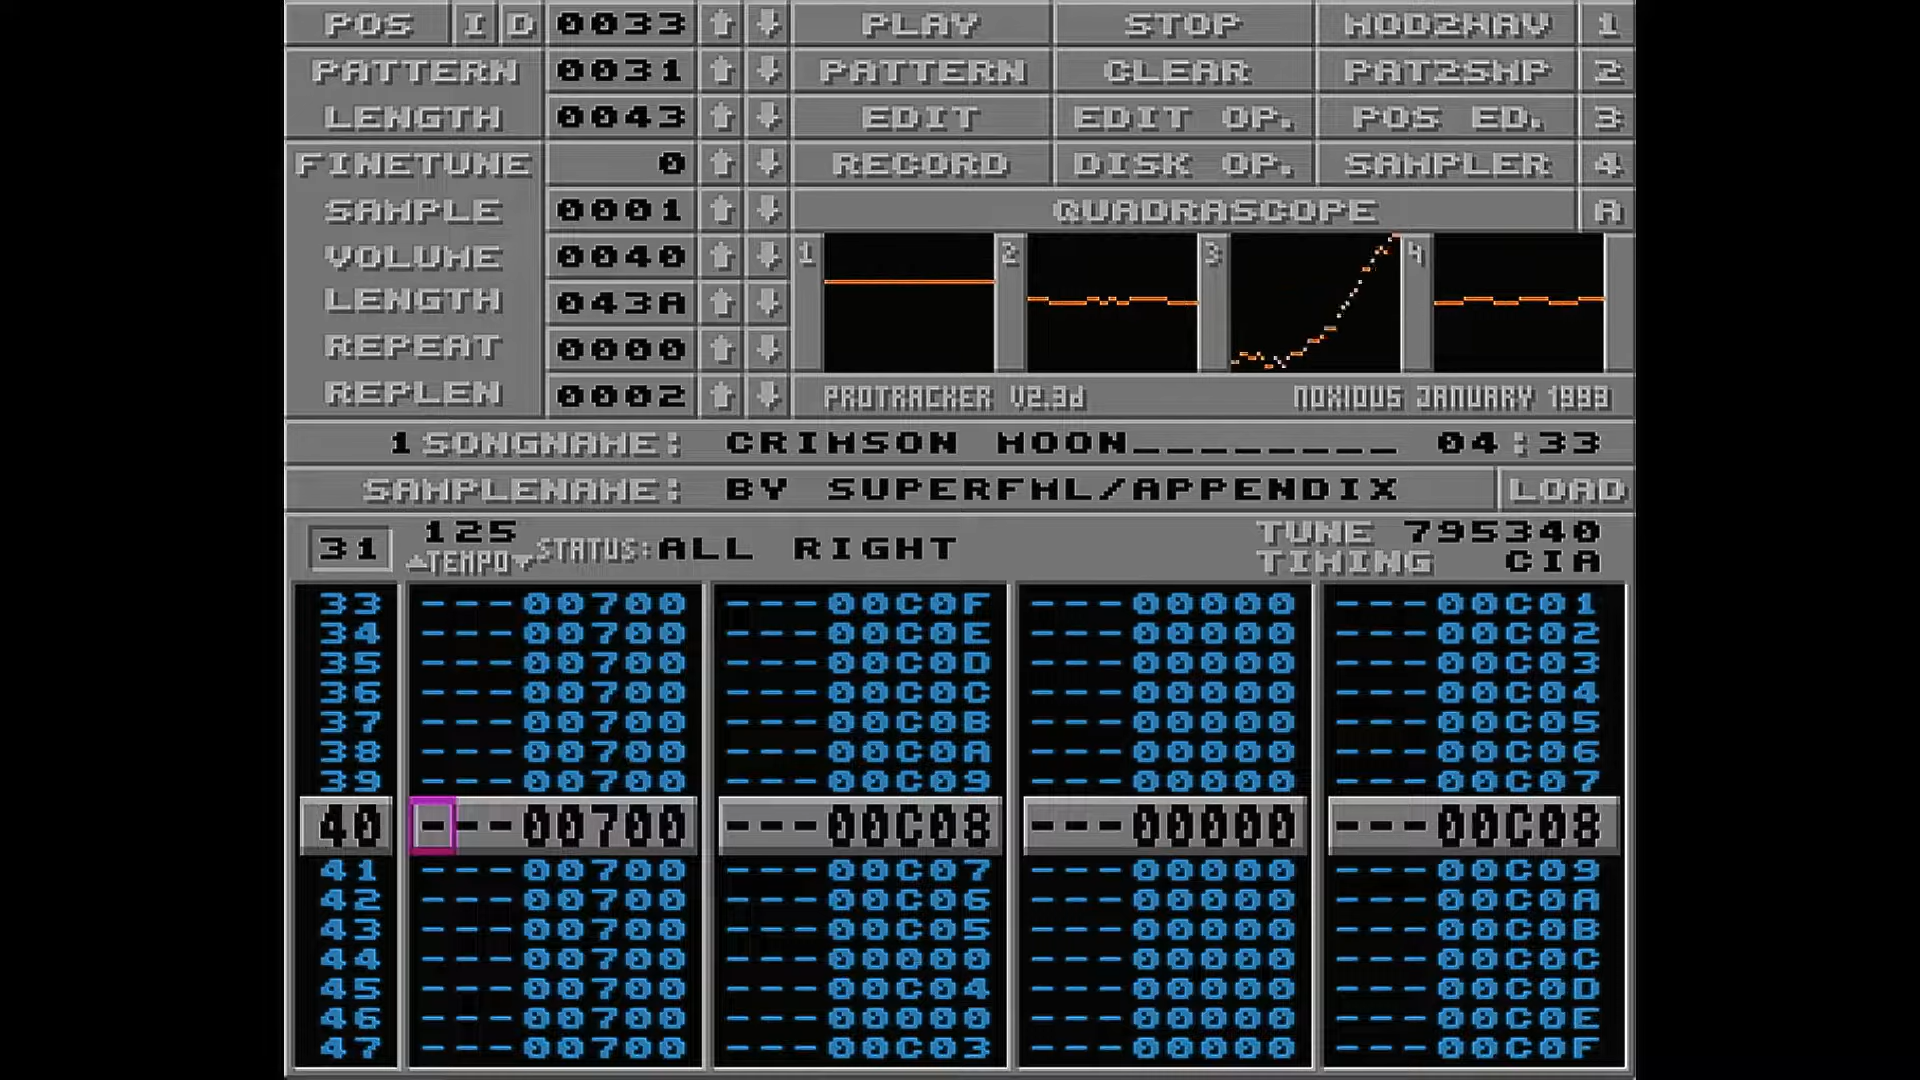 POS I D 0033 PLAY STOP MOD2WAV 1
PATTERN 0031 PATTERN CLEAR PAT2SMP 2
LENGTH 0043 EDIT EDIT OP. POS ED. 3
FINETUNE 0 RECORD DISK OP. SAMPLER 4
SAMPLE 0001 QUADRASCOPE A
VOLUME 0040 1 2 3 4
LENGTH 043A
REPEAT 0000
REPLEN 0002 PROTRACKER V2.3d NOXIOUS JANUARY 1993
1 SONGNAME: CRIMSON MOON________ 04:33
SAMPLENAME: BY SUPERFML/APPENDIX LOAD
31 125 TEMPO STATUS: ALL RIGHT TUNE 795340
TIMING CIA
33 ---00700 ---00C0F ---00000 ---00C01
34 ---00700 ---00C0E ---00000 ---00C02
35 ---00700 ---00C0D ---00000 ---00C03
36 ---00700 ---00C0C ---00000 ---00C04
37 ---00700 ---00C0B ---00000 ---00C05
38 ---00700 ---00C0A ---00000 ---00C06
39 ---00700 ---00C09 ---00000 ---00C07
40 ---00700 ---00C08 ---00000 ---00C08
41 ---00700 ---00C07 ---00000 ---00C09
42 ---00700 ---00C06 ---00000 ---00C0A
43 ---00700 ---00C05 ---00000 ---00C0B
44 ---00700 ---00000 ---00000 ---00C0C
45 ---00700 ---00C04 ---00000 ---00C0D
46 ---00700 ---00000 ---00000 ---00C0E
47 ---00700 ---00C03 ---00000 ---00C0F